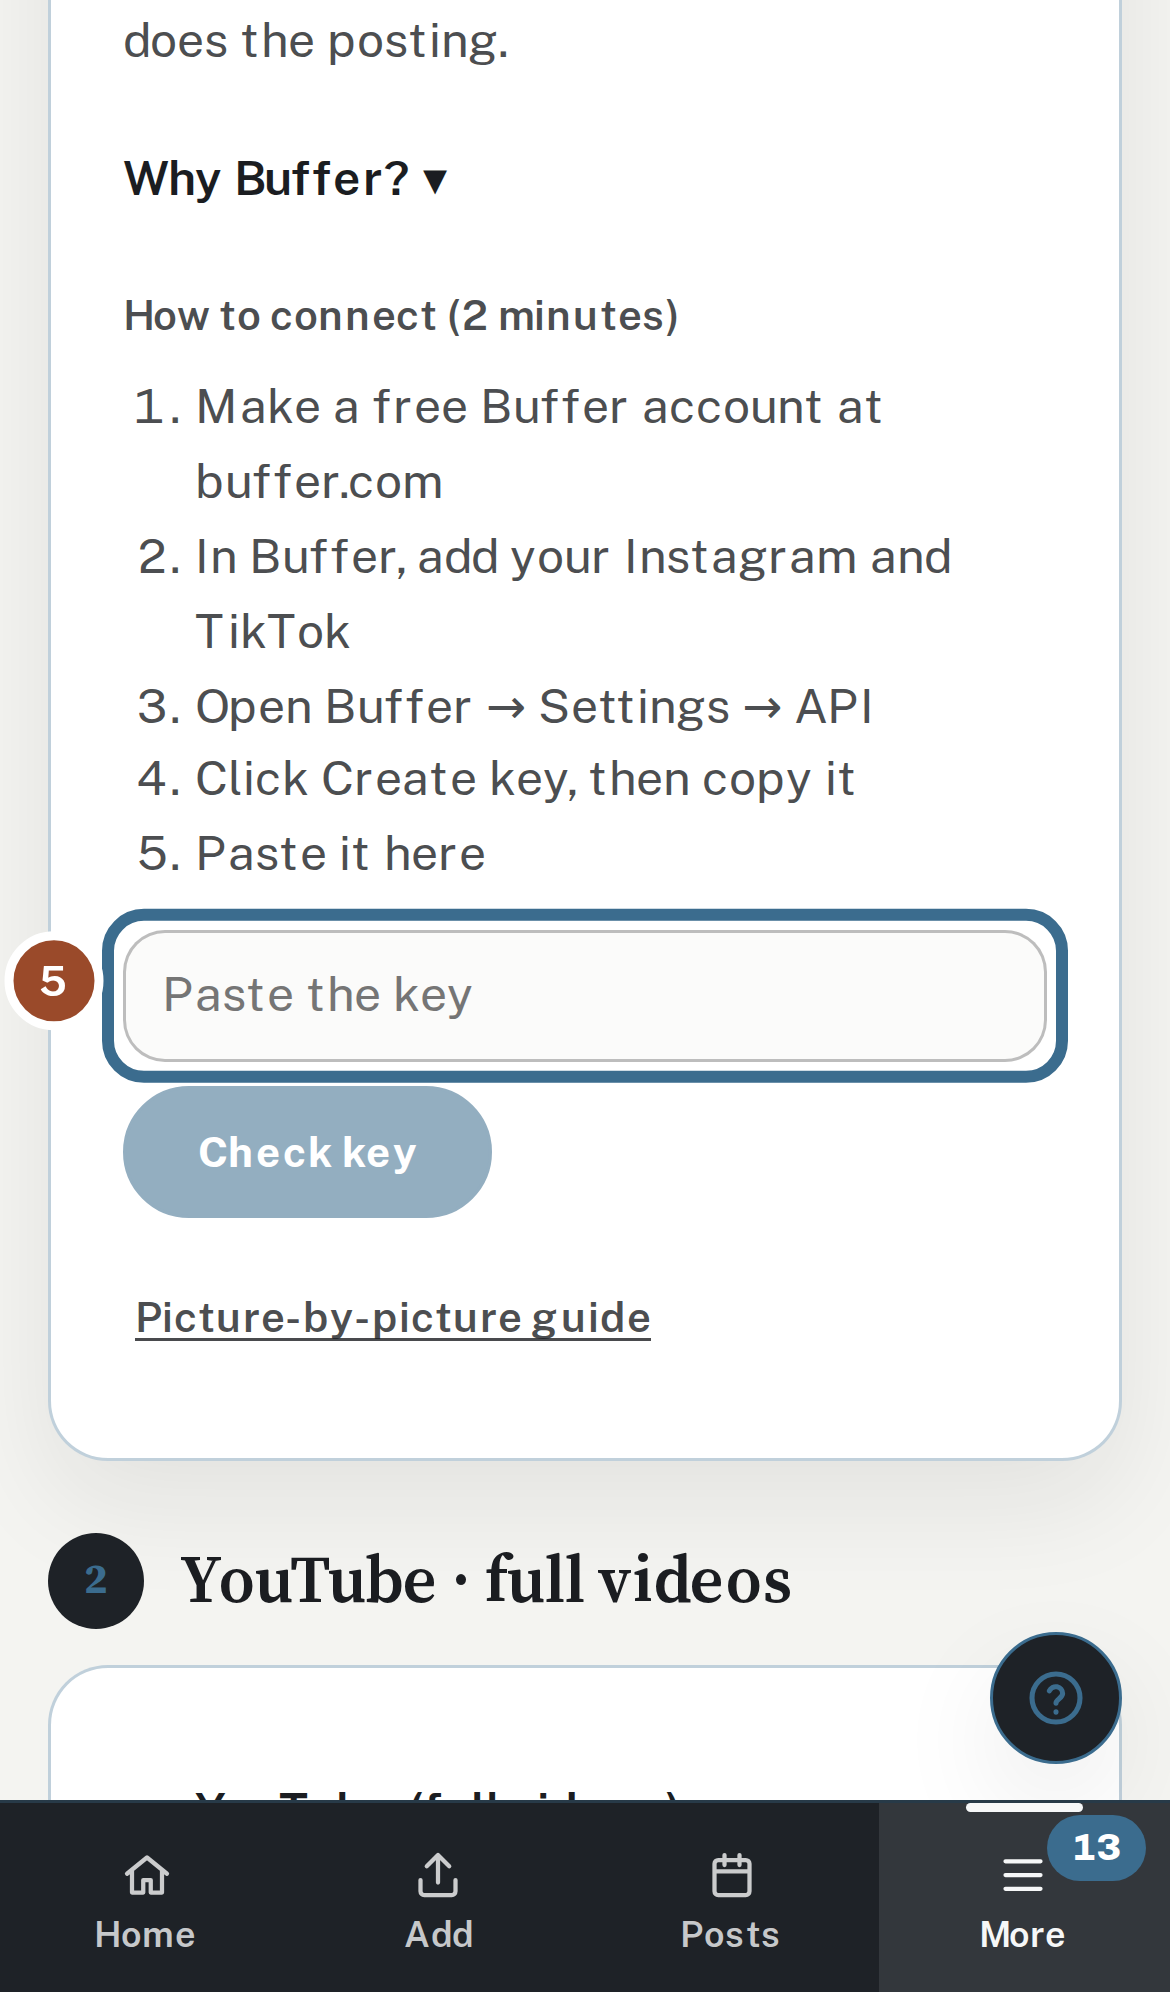 does the posting.
Why Buffer? ▼
How to connect (2 minutes)
1. Make a free Buffer account at
buffer.com
2. In Buffer, add your Instagram and
TikTok
3. Open Buffer → Settings → API
4. Click Create key, then copy it
5. Paste it here
5
Paste the key
Check key
Picture-by-picture guide
2
YouTube · full videos
YouTube (full videos)
13
Home
Add
Posts
More